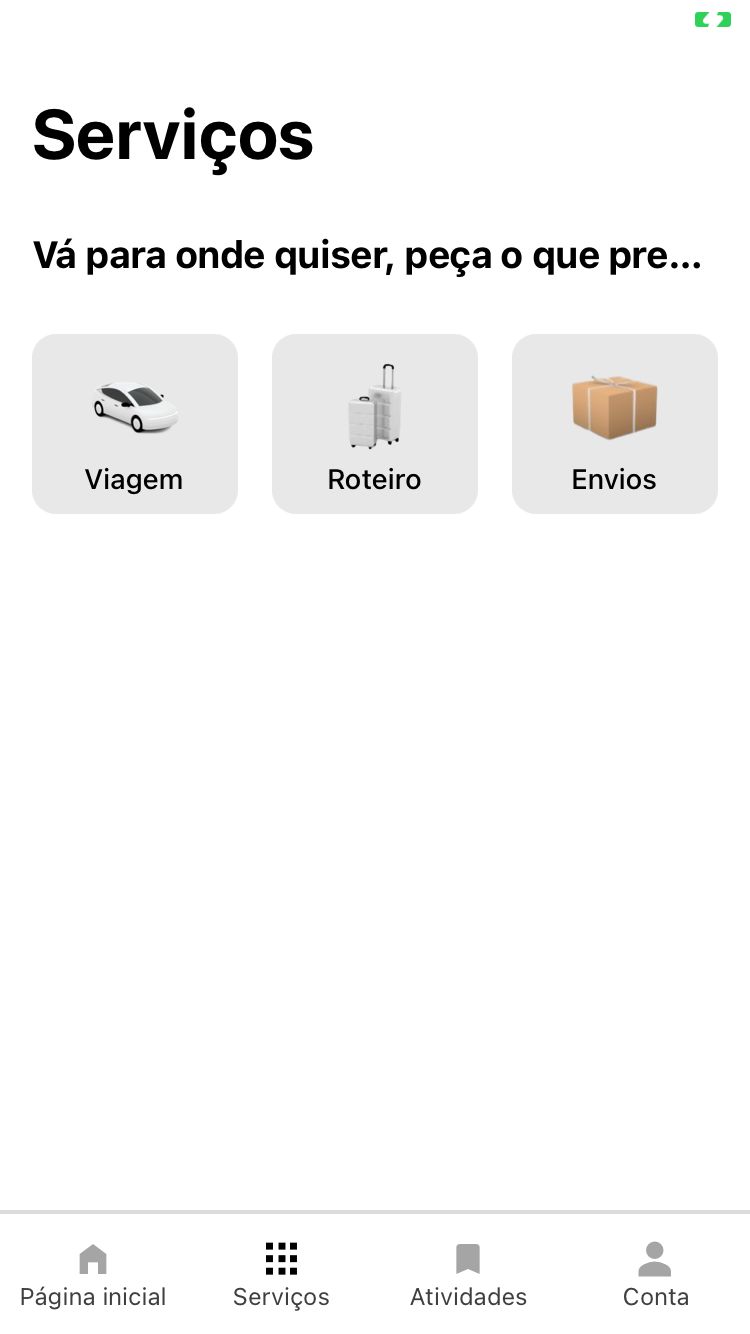 Serviços
Vá para onde quiser, peça o que pre...
Viagem
Roteiro
Envios
Página inicial
Serviços
Atividades
Conta